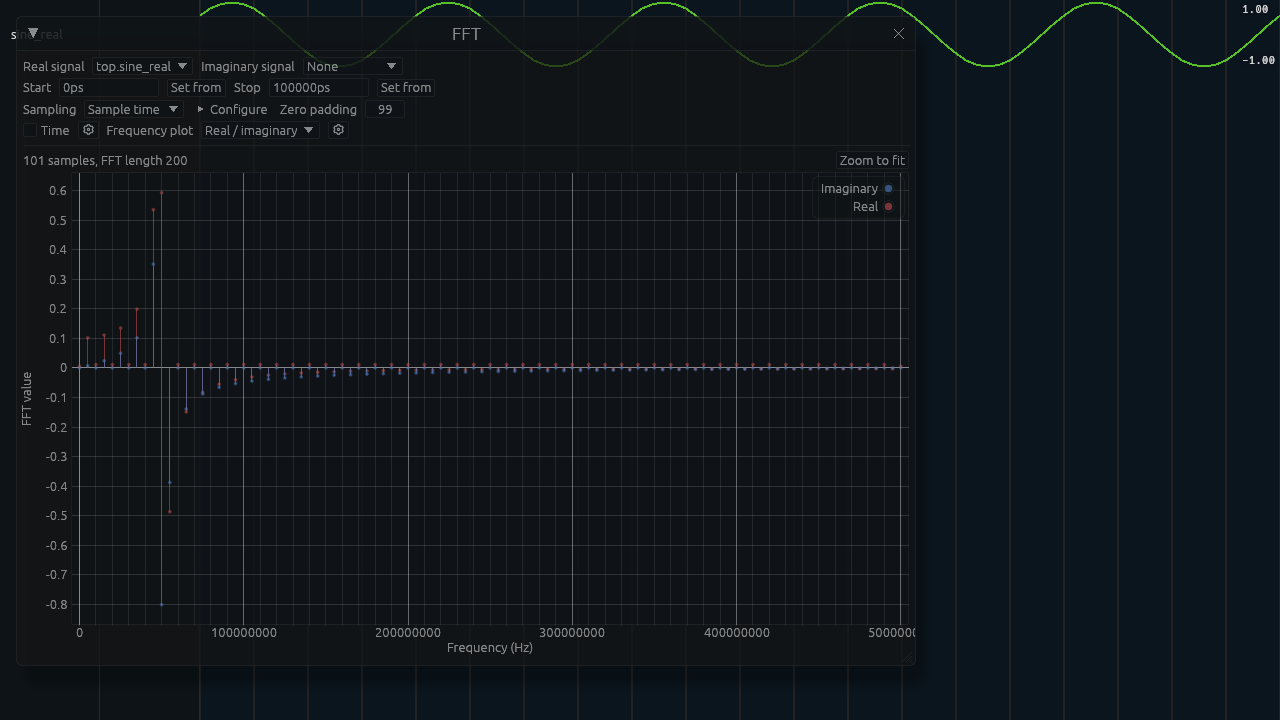 1.00
sine_real
FFT
-1.00
Real signal top.sine_real Imaginary signal None
Start 0ps Set from Stop 100000ps Set from
Sampling Sample time Configure Zero padding 99
Time Frequency plot Real / imaginary
101 samples, FFT length 200 Zoom to fit
Imaginary
Real
0.6
0.5
0.4
0.3
0.2
0.1
0
-0.1
-0.2
-0.3
-0.4
-0.5
-0.6
-0.7
-0.8
FFT value
0 100000000 200000000 300000000 400000000 5000000
Frequency (Hz)